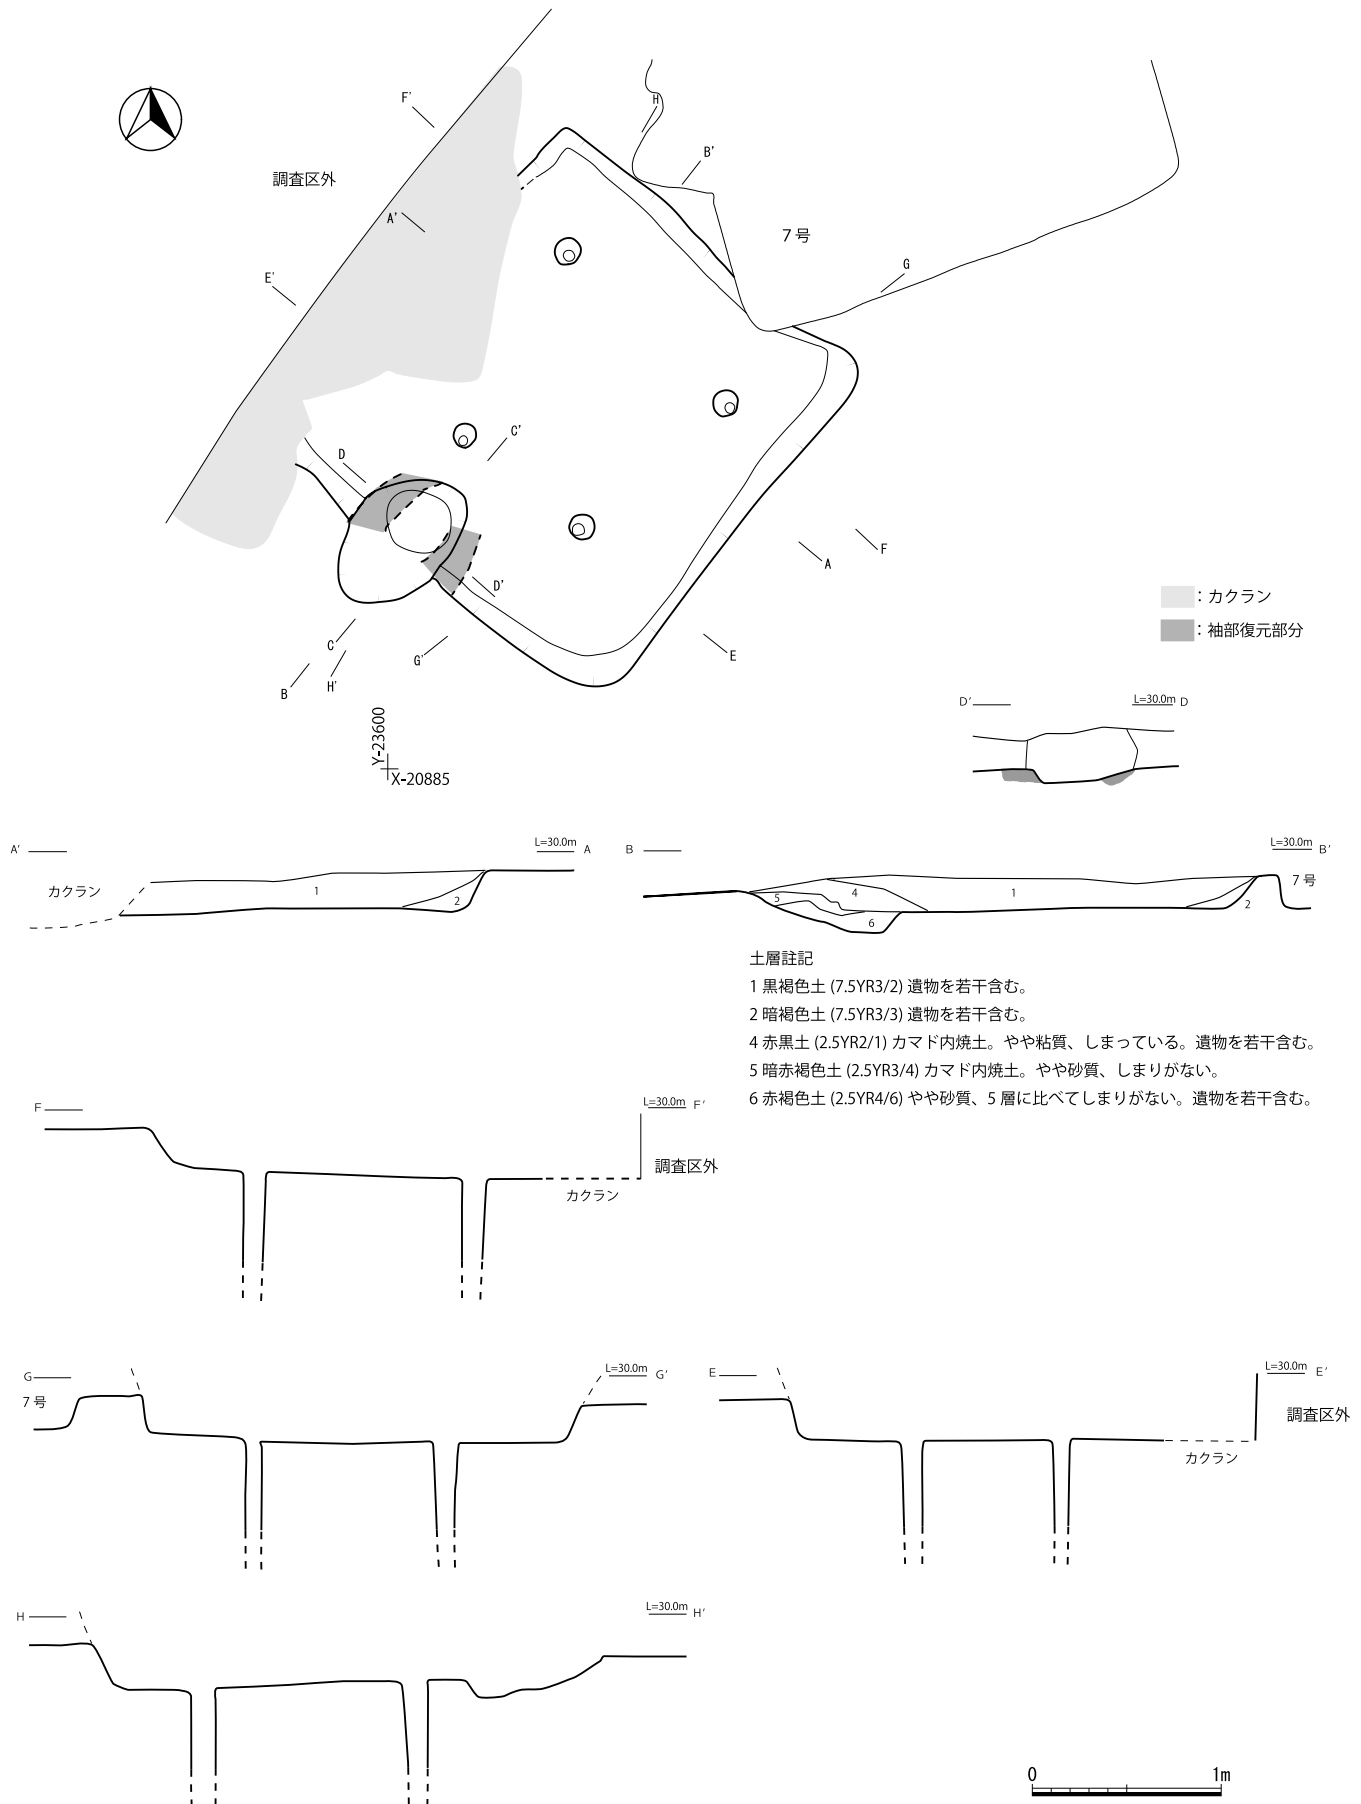 F'
H
B'
調査区外
A'
7 号
E'
G
C'
D
A
F
D'
C
G'
E
H'
B
：カクラン
：袖部復元部分
Y-23600
X-20885
D'
L=30.0m
D
A'
L=30.0m
A
カクラン
1
2
B
L=30.0m
B'
7 号
5
4
1
6
2
土層註記
1 黒褐色土 (7.5YR3/2) 遺物を若干含む。
2 暗褐色土 (7.5YR3/3) 遺物を若干含む。
4 赤黒土 (2.5YR2/1) カマド内焼土。やや粘質、しまっている。遺物を若干含む。
5 暗赤褐色土 (2.5YR3/4) カマド内焼土。やや砂質、しまりがない。
6 赤褐色土 (2.5YR4/6) やや砂質、5 層に比べてしまりがない。遺物を若干含む。
F
L=30.0m
F'
調査区外
カクラン
G
7 号
L=30.0m
G'
E
L=30.0m
E'
調査区外
カクラン
H
L=30.0m
H'
0
1m